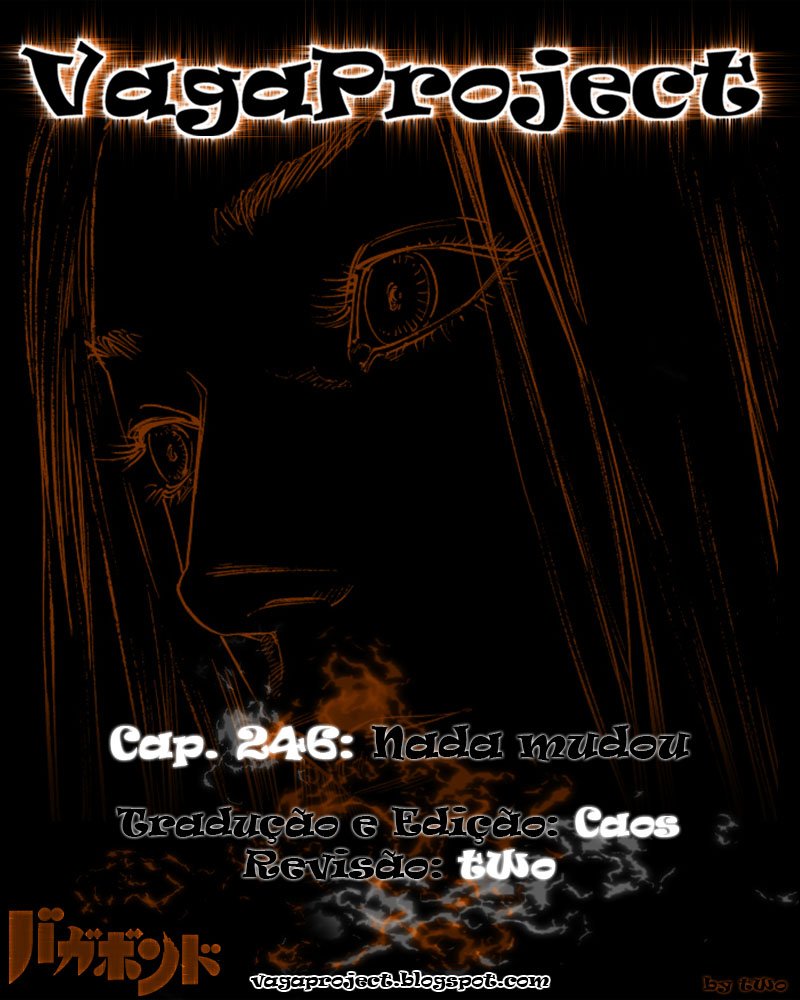 VagaProject
Cap. 246: Nada mudou
Tradução e Edição: Caos
Revisão: two
バガボンド
vagaproject.blogspot.com
by two